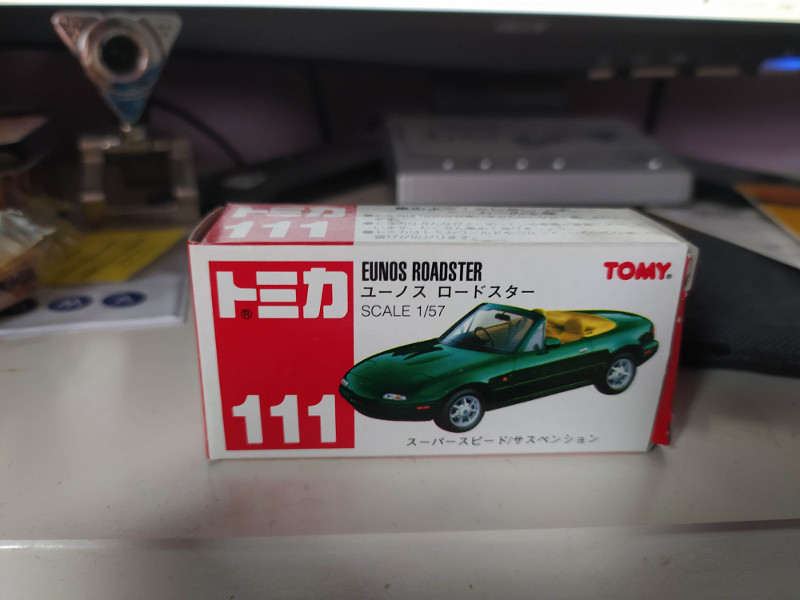 acer
トミカ
111
トミカ®
111
EUNOS ROADSTER
ユーノス ロードスター
SCALE 1/57
TOMY®
スーパースピード/サスペンション